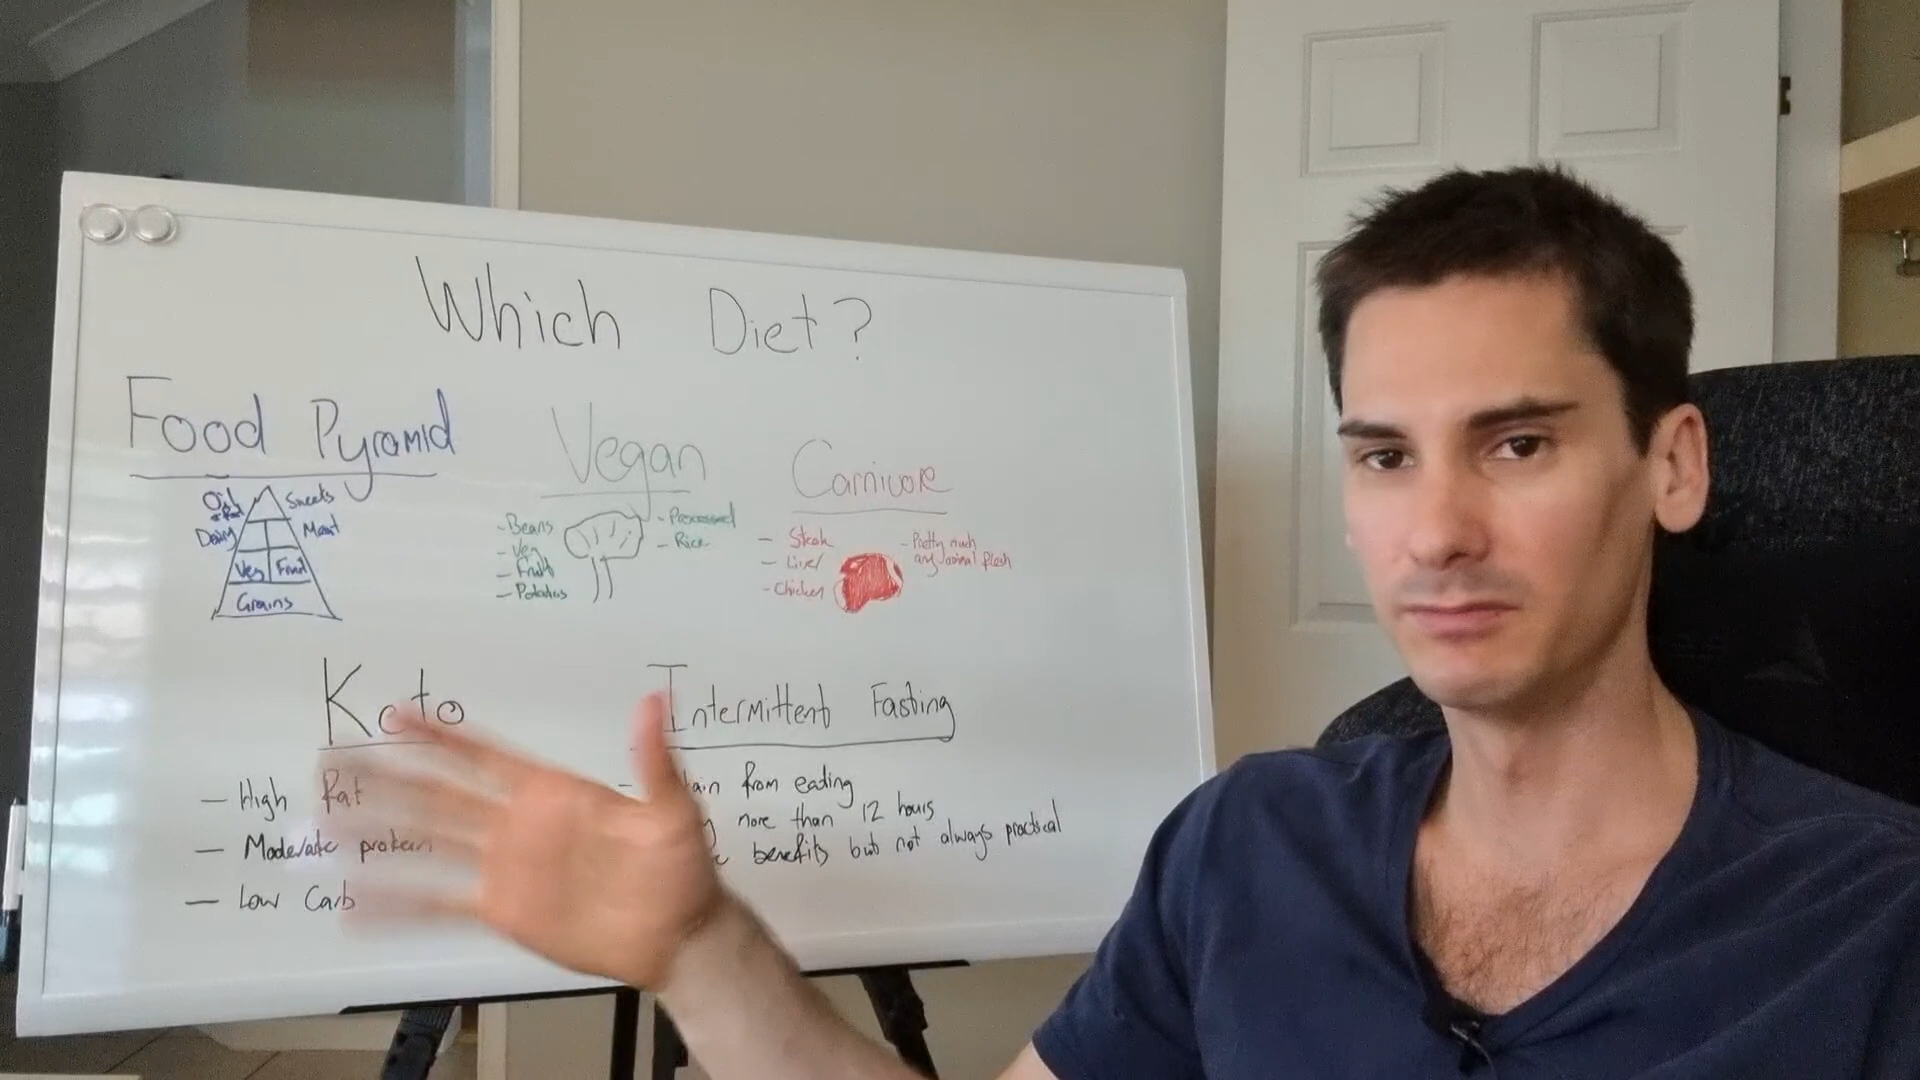 Which Diet?
Food Pyramid
Oil
Sweets
Dairy
Meat
Veg Fruit
Grains
Vegan
- Beans
- Veg
- Fruit
- Potatoes
- Processed
- Rice
Carnivore
- Steak
- Liver
- Chicken
- Pretty much
any animal flesh
Keto
- High fat
- Moderate protein
- Low Carb
Intermittent Fasting
from eading
more than 12 hours
benefits but not always practical